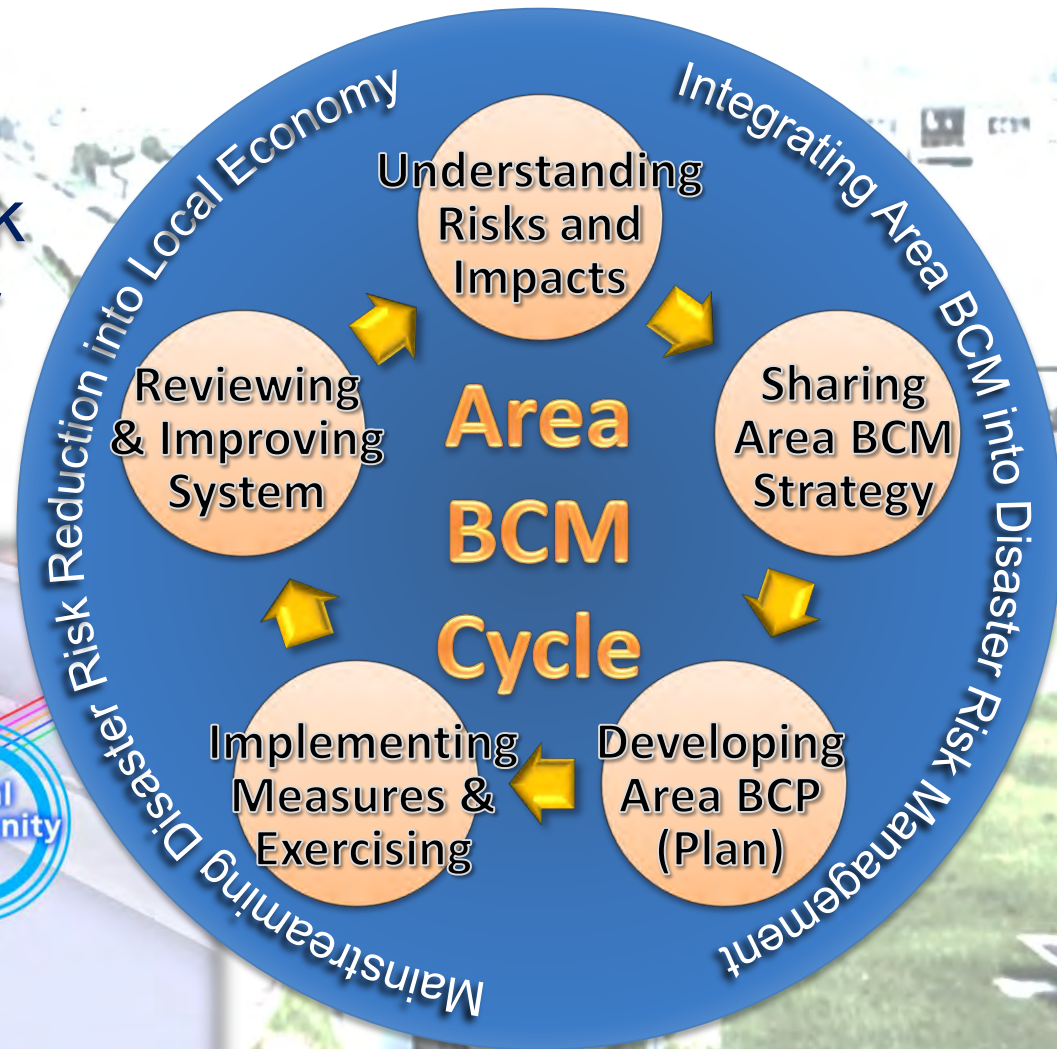 Mainstreaming Disaster Risk Reduction into Local Economy
Integrating Area BCM into Disaster Risk Management
Understanding
Risks and
Impacts
Sharing
Area BCM
Strategy
Developing
Area BCP
(Plan)
Implementing
Measures &
Exercising
Reviewing
& Improving
System
Area
BCM
Cycle